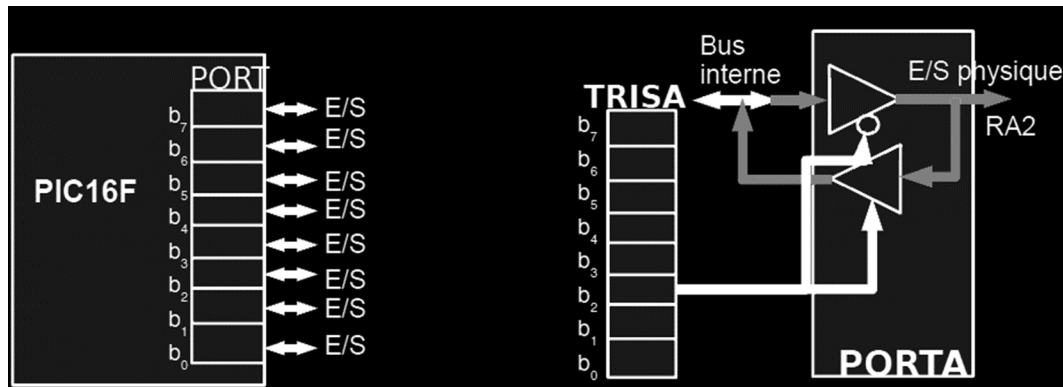 PORT
PIC16F
b7
b6
b5
b4
b3
b2
b1
b0
E/S
E/S
E/S
E/S
E/S
E/S
E/S
E/S
TRISA
b7
b6
b5
b4
b3
b2
b1
b0
Bus
interne
E/S physique
RA2
PORTA